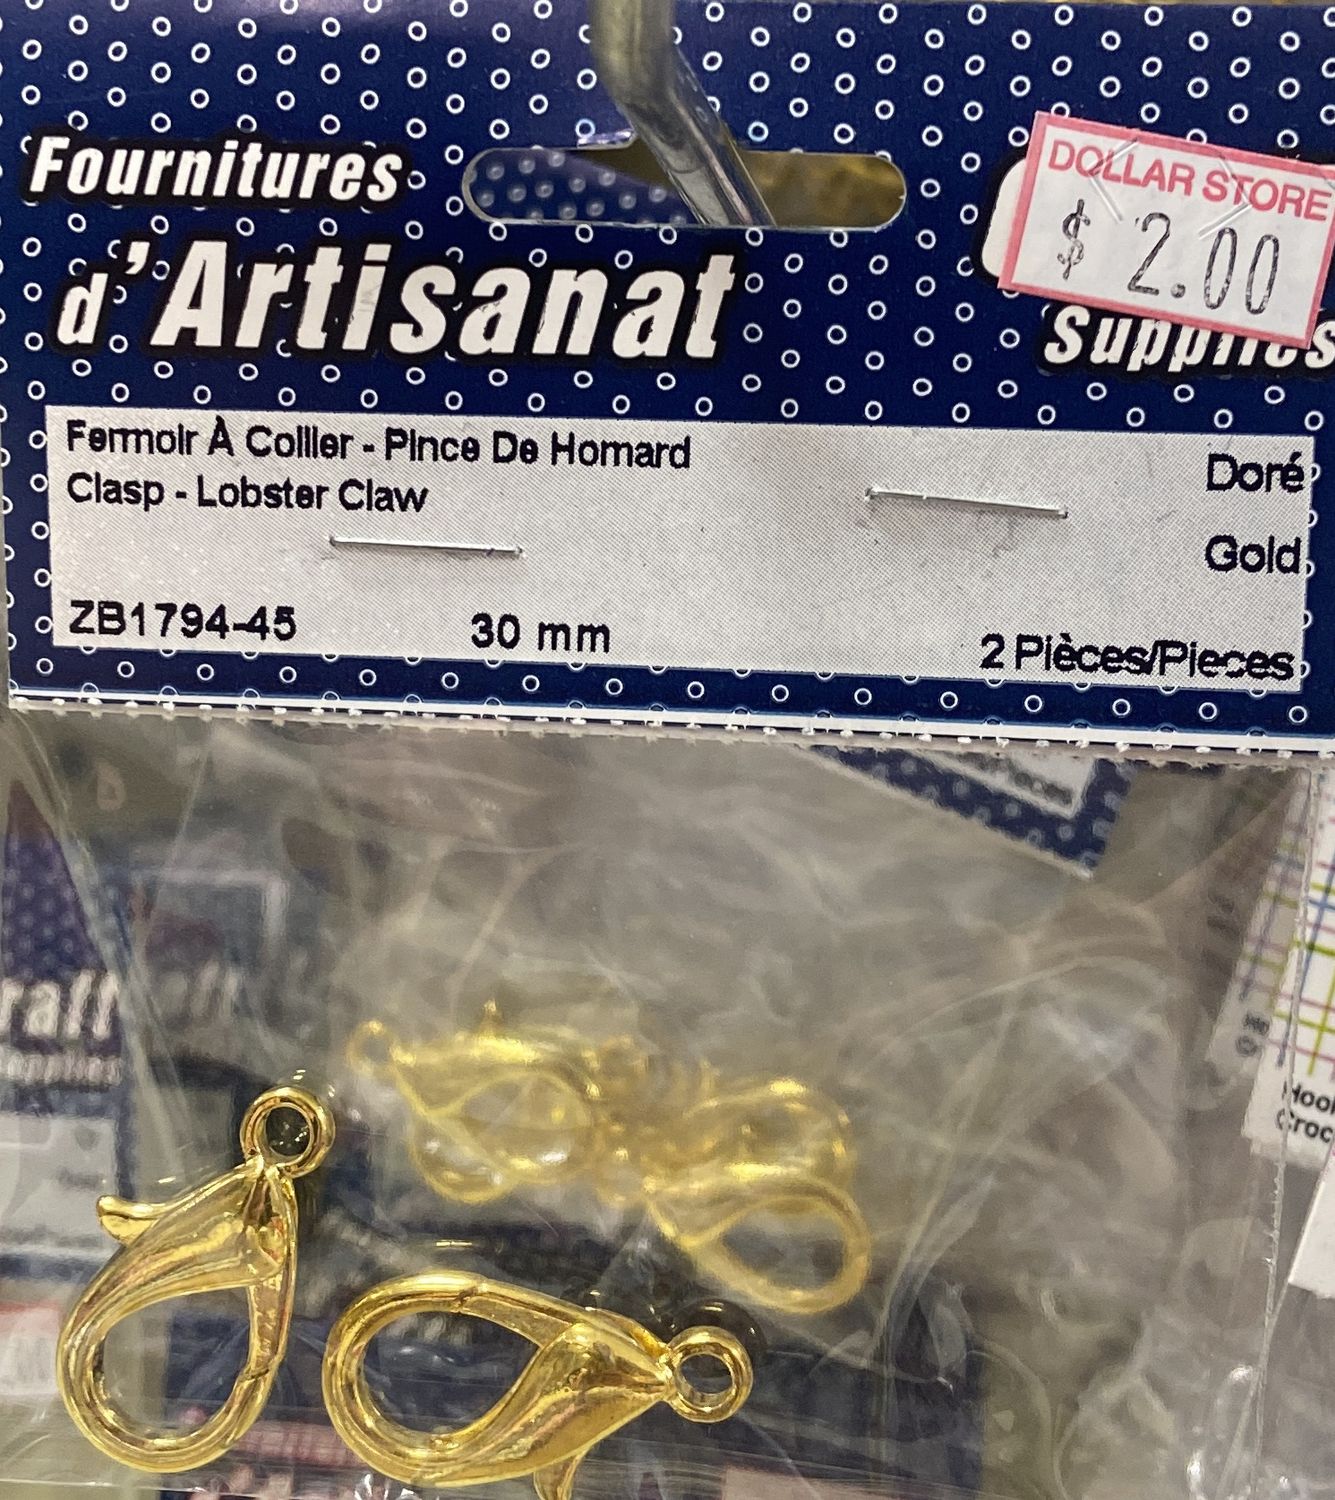 Fournitures
d'Artisanat
DOLLAR STORE
$ 2.00
Supplies
Fermoir À Collier - Pince De Homard
Clasp - Lobster Claw
Doré
Gold
ZB1794-45
30 mm
2 Pièces/Pieces